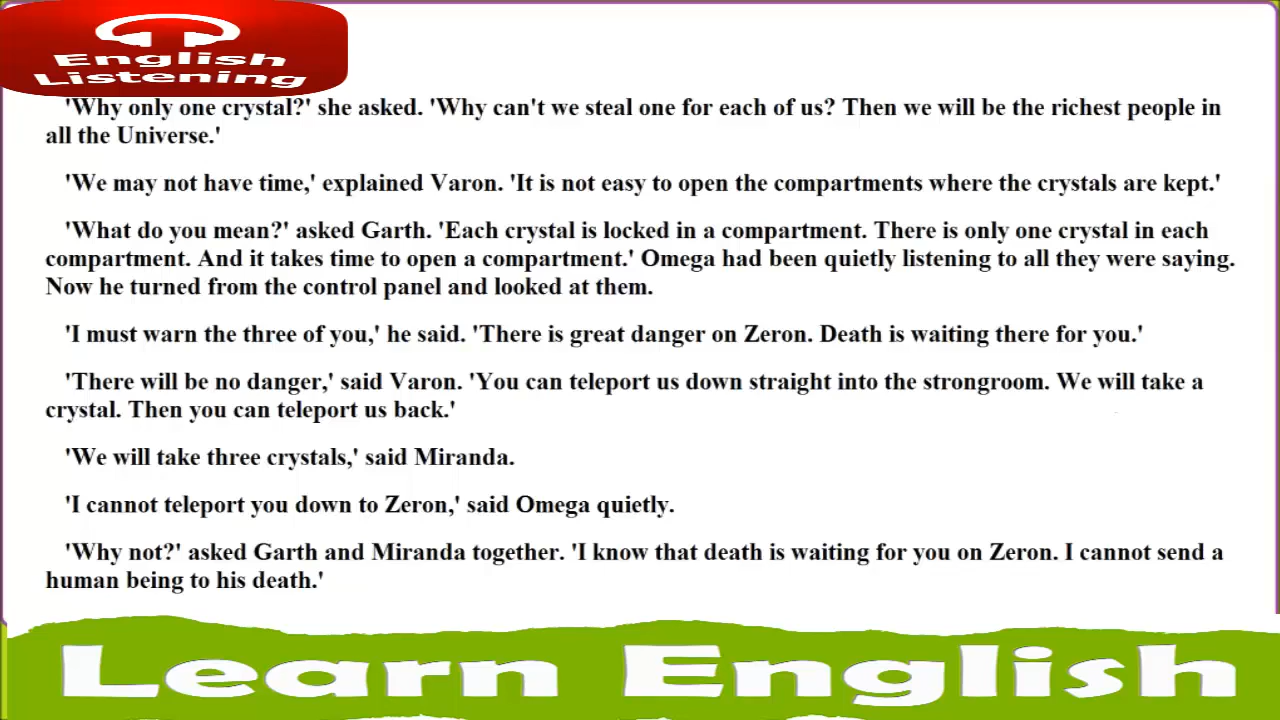 English
Listening
'Why only one crystal?' she asked. 'Why can't we steal one for each of us? Then we will be the richest people in
all the Universe.'
'We may not have time,' explained Varon. 'It is not easy to open the compartments where the crystals are kept.'
'What do you mean?' asked Garth. 'Each crystal is locked in a compartment. There is only one crystal in each
compartment. And it takes time to open a compartment.' Omega had been quietly listening to all they were saying.
Now he turned from the control panel and looked at them.
'I must warn the three of you,' he said. 'There is great danger on Zeron. Death is waiting there for you.'
'There will be no danger,' said Varon. 'You can teleport us down straight into the strongroom. We will take a
crystal. Then you can teleport us back.'
'We will take three crystals,' said Miranda.
'I cannot teleport you down to Zeron,' said Omega quietly.
'Why not?' asked Garth and Miranda together. 'I know that death is waiting for you on Zeron. I cannot send a
human being to his death.'
Learn English